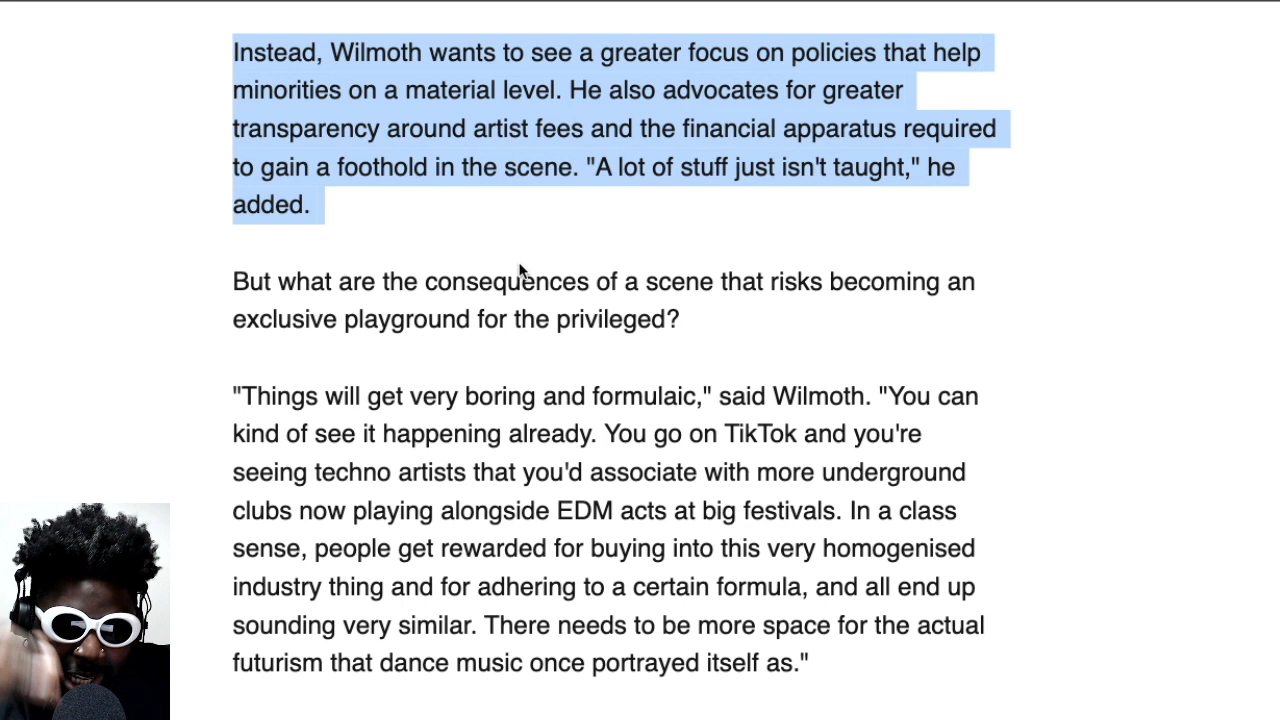 Instead, Wilmoth wants to see a greater focus on policies that help
minorities on a material level. He also advocates for greater
transparency around artist fees and the financial apparatus required
to gain a foothold in the scene. "A lot of stuff just isn't taught," he
added.
But what are the consequences of a scene that risks becoming an
exclusive playground for the privileged?
"Things will get very boring and formulaic," said Wilmoth. "You can
kind of see it happening already. You go on TikTok and you're
seeing techno artists that you'd associate with more underground
clubs now playing alongside EDM acts at big festivals. In a class
sense, people get rewarded for buying into this very homogenised
industry thing and for adhering to a certain formula, and all end up
sounding very similar. There needs to be more space for the actual
futurism that dance music once portrayed itself as."